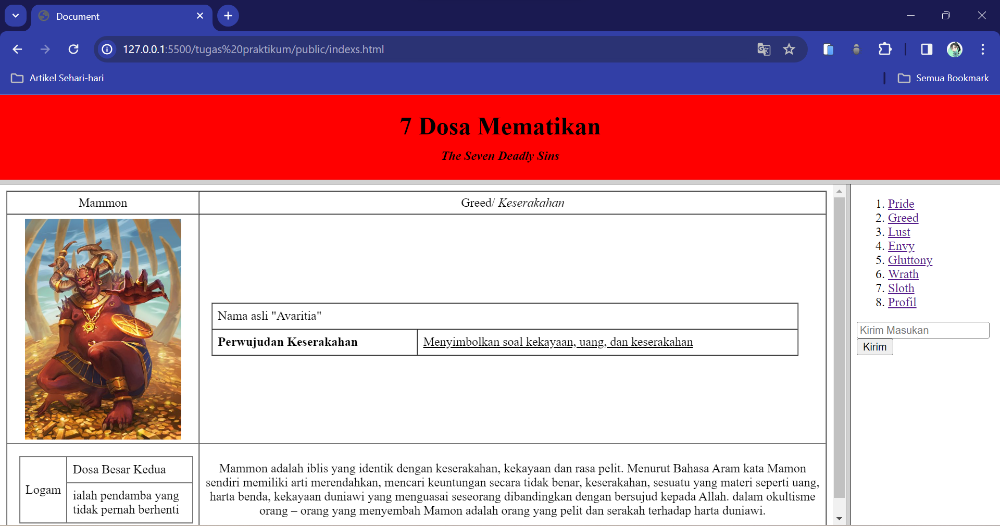 Document
127.0.0.1:5500/tugas%20praktikum/public/indexs.html
Artikel Sehari-hari
Semua Bookmark
7 Dosa Mematikan
The Seven Deadly Sins
Mammon
Greed/ Keserakahan
Nama asli "Avaritia"
Perwujudan Keserakahan
Menyimbolkan soal kekayaan, uang, dan keserakahan
Logam
Dosa Besar Kedua
ialah pendamba yang
tidak pernah berhenti
Mammon adalah iblis yang identik dengan keserakahan, kekayaan dan rasa pelit. Menurut Bahasa Aram kata Mamon
sendiri memiliki arti merendahkan, mencari keuntungan secara tidak benar, keserakahan, sesuatu yang materi seperti uang,
harta benda, kekayaan duniawi yang menguasai seseorang dibandingkan dengan bersujud kepada Allah. dalam okultisme
orang – orang yang menyembah Mamon adalah orang yang pelit dan serakah terhadap harta duniawi.
1. Pride
2. Greed
3. Lust
4. Envy
5. Gluttony
6. Wrath
7. Sloth
8. Profil
Kirim Masukan
Kirim